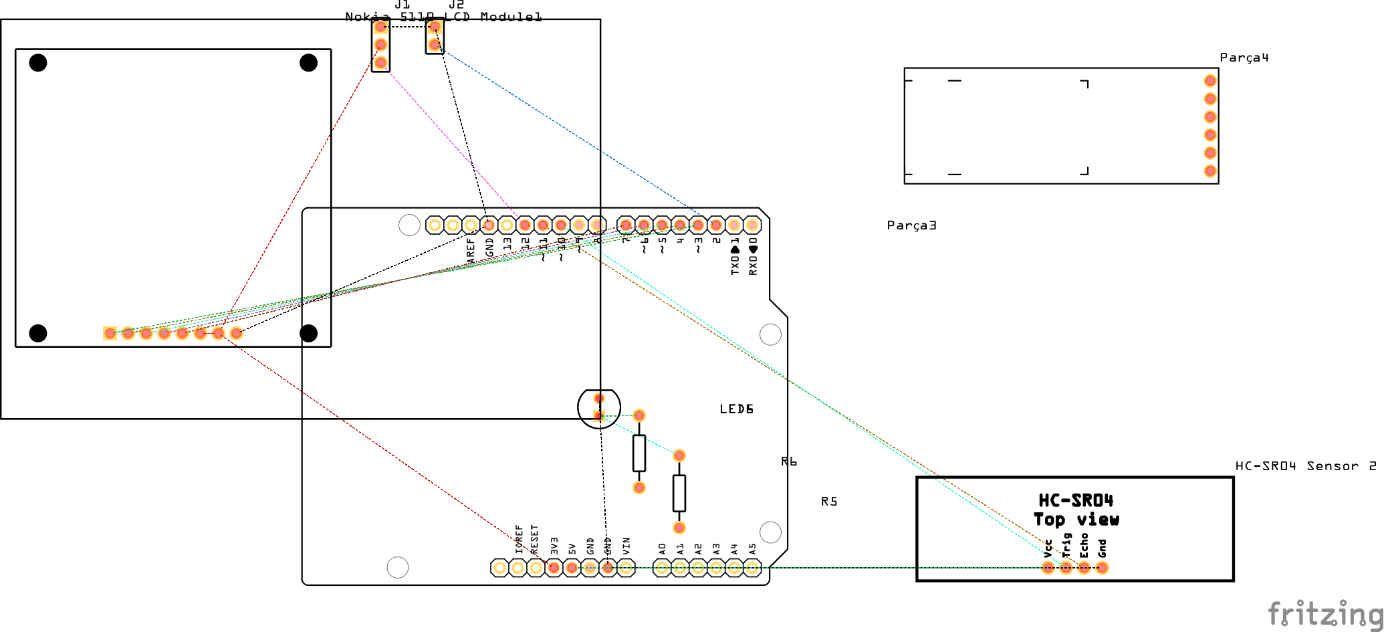 J1
J2
Nokia 5110 LCD Module1
Parça4
Parça3
AREF
GND
13
12
~11
~10
~9
8
7
~6
~5
4
~3
2
TX0▶1
RX0◀0
LED6
R6
R5
HC-SR04 Sensor 2
HC-SR04
Top view
Vcc
Trig
Echo
Gnd
IOREF
RESET
3V3
5V
GND
GND
VIN
A0
A1
A2
A3
A4
A5
fritzing